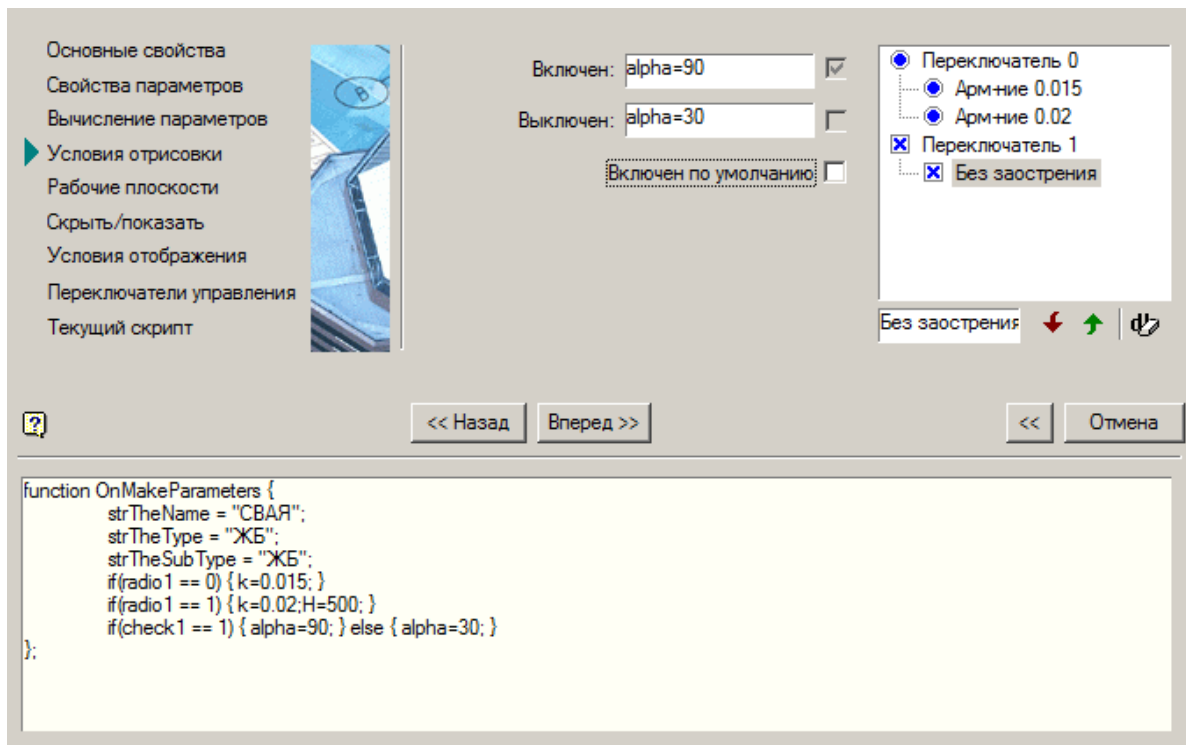 Основные свойства
Свойства параметров
Вычисление параметров
Условия отрисовки
Рабочие плоскости
Скрыть/показать
Условия отображения
Переключатели управления
Текущий скрипт
B
Включен: alpha=90
Выключен: alpha=30
Включен по умолчанию
Переключатель 0
Арм-ние 0.015
Арм-ние 0.02
Переключатель 1
Без заострения
Без заострения
<< Назад
Вперед >>
<<
Отмена
function OnMakeParameters {
strTheName = "СВАЯ";
strTheType = "ЖБ";
strTheSubType = "ЖБ";
if(radio1 == 0) { k=0.015; }
if(radio1 == 1) { k=0.02;H=500; }
if(check1 == 1) { alpha=90; } else { alpha=30; }
};